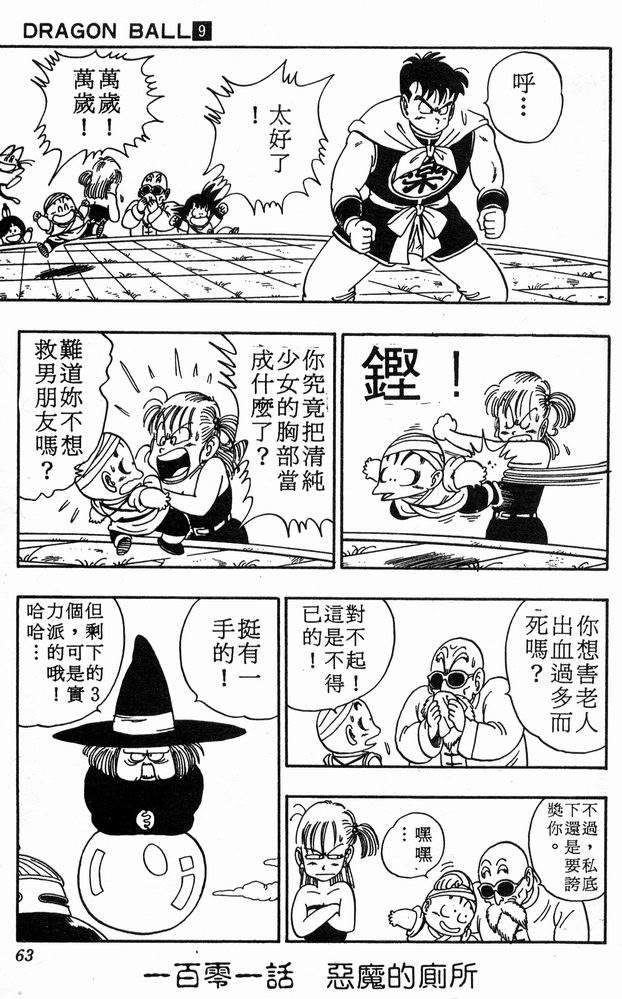 DRAGON BALL 9
呼…
太好了
！
萬歲！
萬歲！
鏗！
你究竟把清純
少女的胸部當
成什麼了？
難道妳不想
救男朋友嗎？
你想害老人
出血過多而
死嗎？
對不起！
這是不得
已的！
不過，私底
下還是要誇
獎你。
嘿嘿
…
挺有一
手的！
但剩下的3
個，可是實
力派的哦！
哈哈…
63
一百零一話　惡魔的廁所